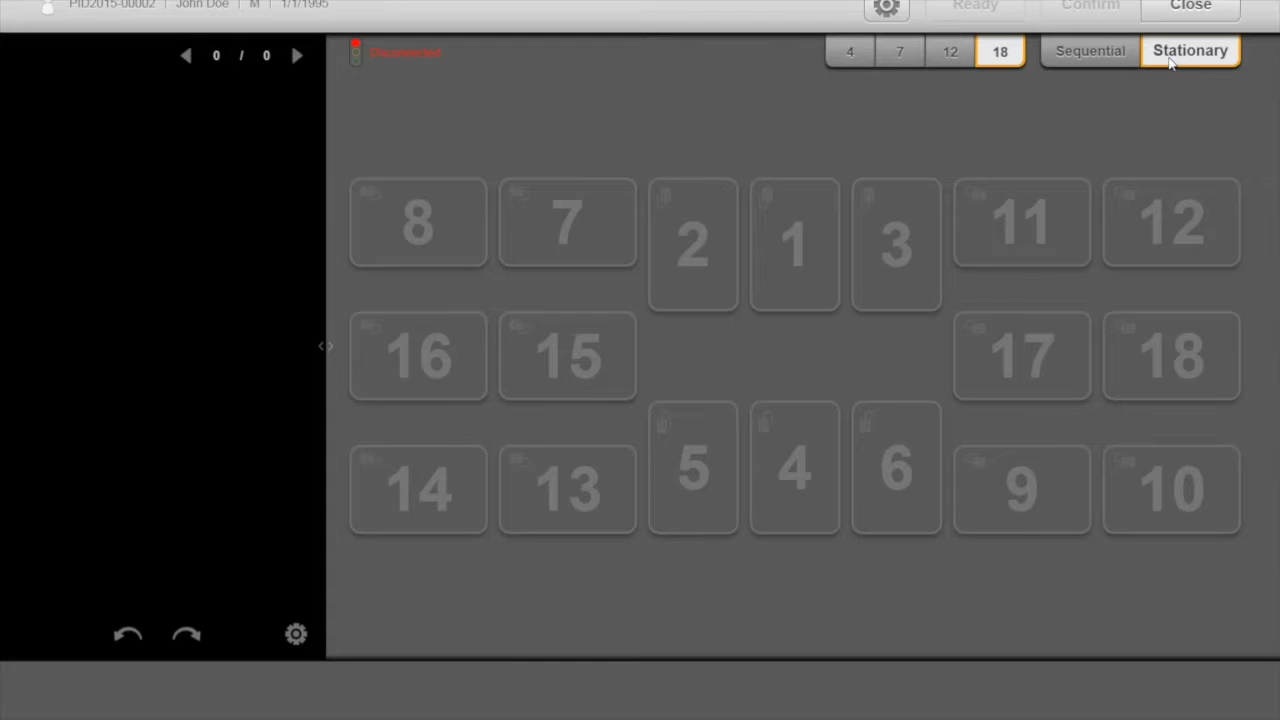 PID2015-00002 | John Doe | M | 1/1/1995 Ready Confirm Close
0 / 0 Disconnected 4 7 12 18 Sequential Stationary
8 7 2 1 3 11 12
16 15 17 18
14 13 5 4 6 9 10